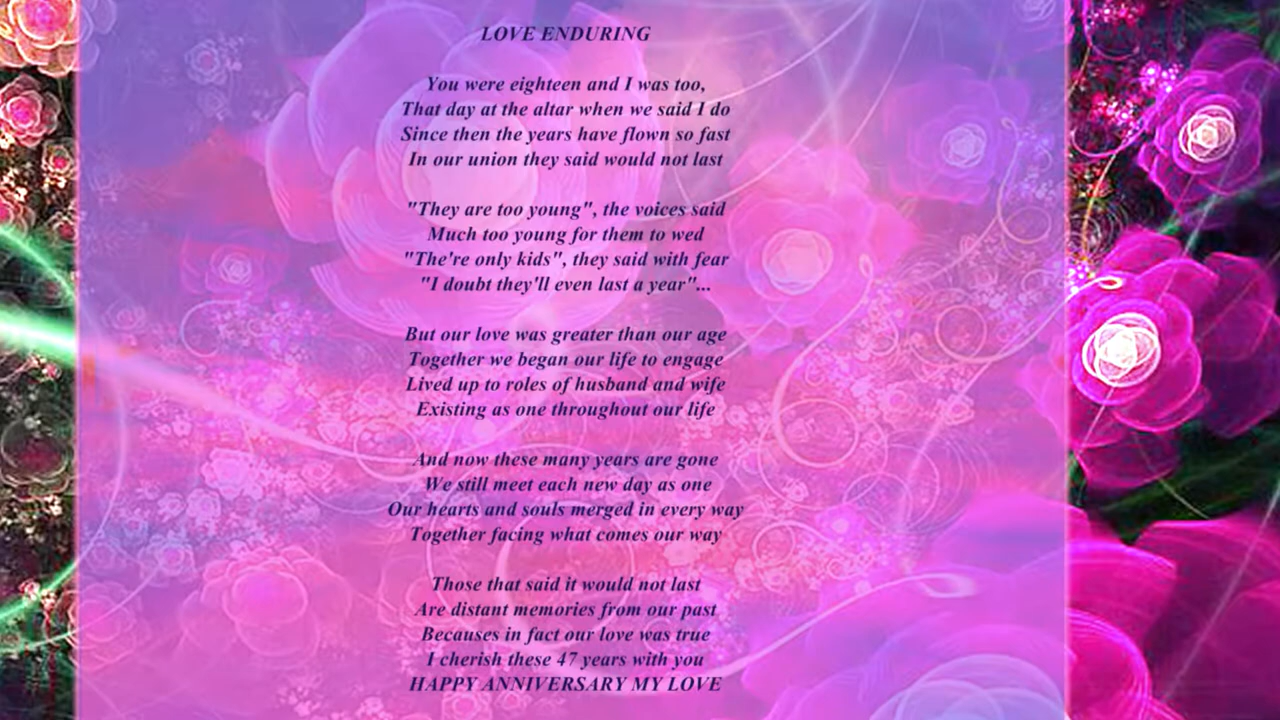 LOVE ENDURING
You were eighteen and I was too,
That day at the altar when we said I do
Since then the years have flown so fast
In our union they said would not last
"They are too young", the voices said
Much too young for them to wed
"The're only kids", they said with fear
"I doubt they'll even last a year"...
But our love was greater than our age
Together we began our life to engage
Lived up to roles of husband and wife
Existing as one throughout our life
And now these many years are gone
We still meet each new day as one
Our hearts and souls merged in every way
Together facing what comes our way
Those that said it would not last
Are distant memories from our past
Becauses in fact our love was true
I cherish these 47 years with you
HAPPY ANNIVERSARY MY LOVE